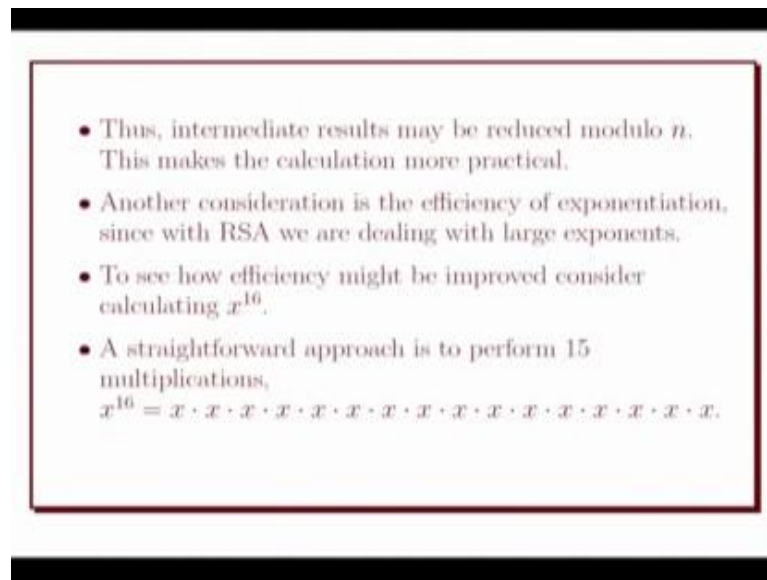 • Thus, intermediate results may be reduced modulo n.
This makes the calculation more practical.
• Another consideration is the efficiency of exponentiation,
since with RSA we are dealing with large exponents.
• To see how efficiency might be improved consider
calculating x¹⁶.
• A straightforward approach is to perform 15
multiplications,
x¹⁶ = x · x · x · x · x · x · x · x · x · x · x · x · x · x · x · x.